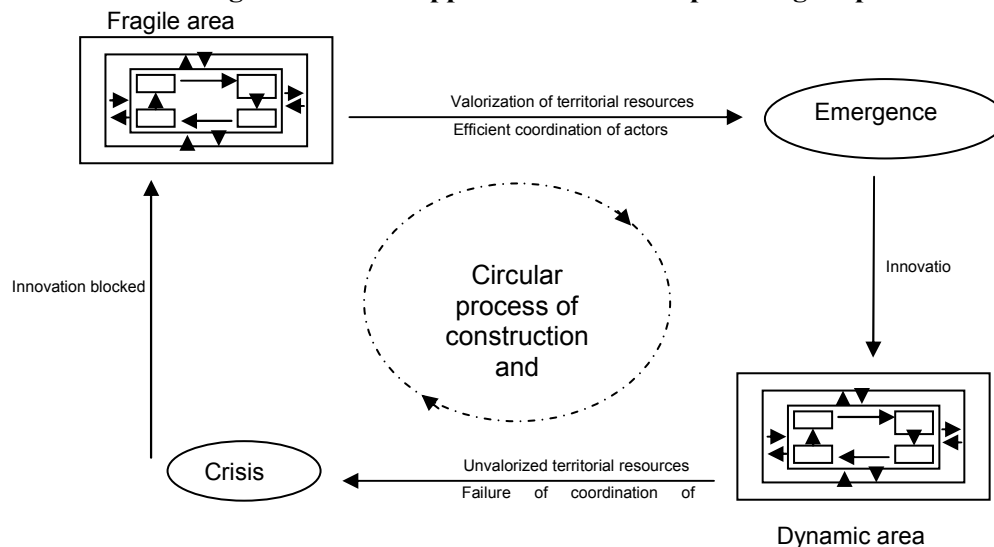 Fragile area
Valorization of territorial resources
Efficient coordination of actors
Emergence
Innovation blocked
Circular
process of
construction
and
Innovatio
Crisis
Unvalorized territorial resources
Failure of coordination of
Dynamic area